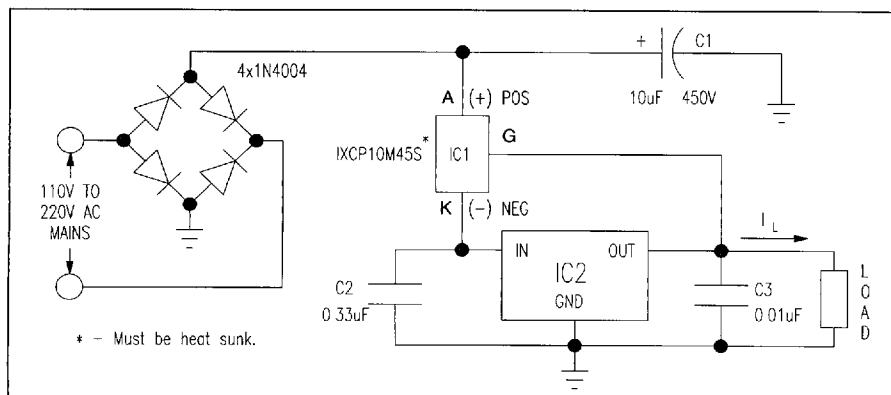 4x1N4004
+
C1
10uF 450V
A (+) POS
IXCP10M45S* IC1 G
K (-) NEG
110V TO
220V AC
MAINS
IN OUT
IC2
GND
I L
C2
0.33uF
C3
0.01uF
LOAD
* - Must be heat sunk.